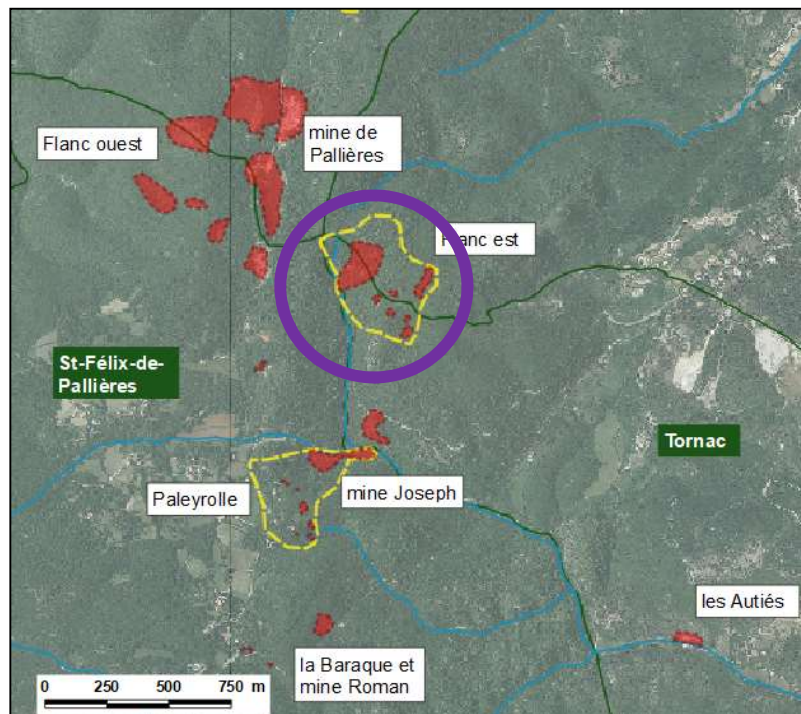 Flanc ouest
mine de
Pallières
Flanc est
St-Félix-de-
Pallières
Tornac
Paleyrolle
mine Joseph
les Autiés
la Baraque et
mine Roman
0 250 500 750 m